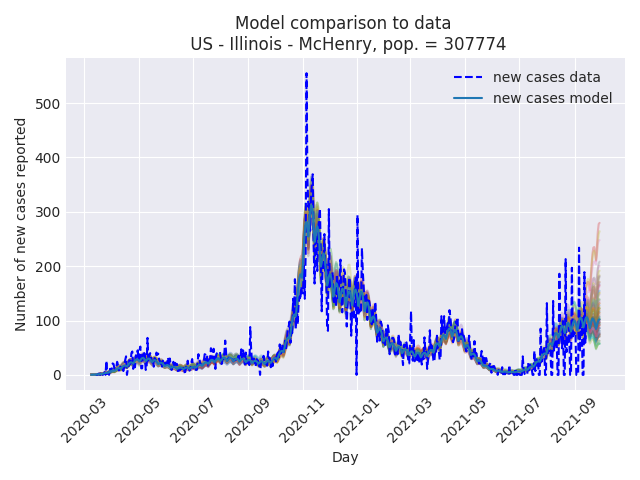 Model comparison to data
US - Illinois - McHenry, pop. = 307774
new cases data
new cases model
Number of new cases reported
500
400
300
200
100
0
2020-03
2020-05
2020-07
2020-09
2020-11
2021-01
2021-03
2021-05
2021-07
2021-09
Day